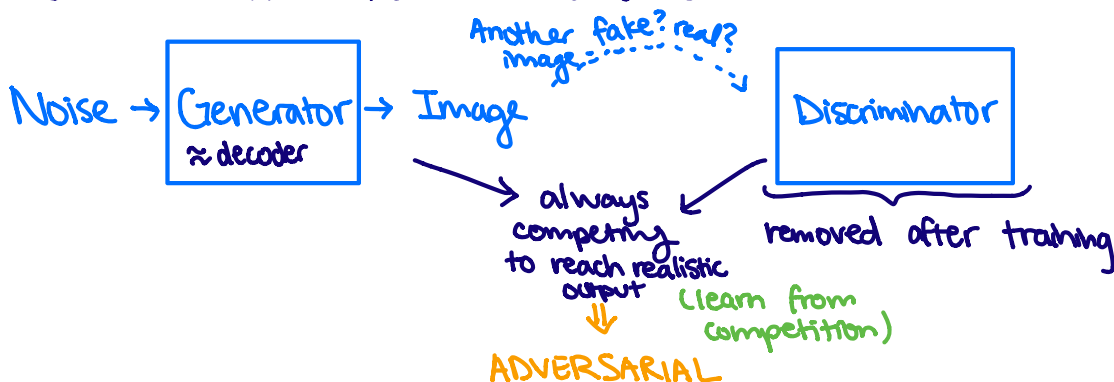 Another fake? real?
image
Noise → Generator → Image
≈ decoder
Discriminator
always
competing
to reach realistic
output
removed after training
(learn from
competition)
ADVERSARIAL